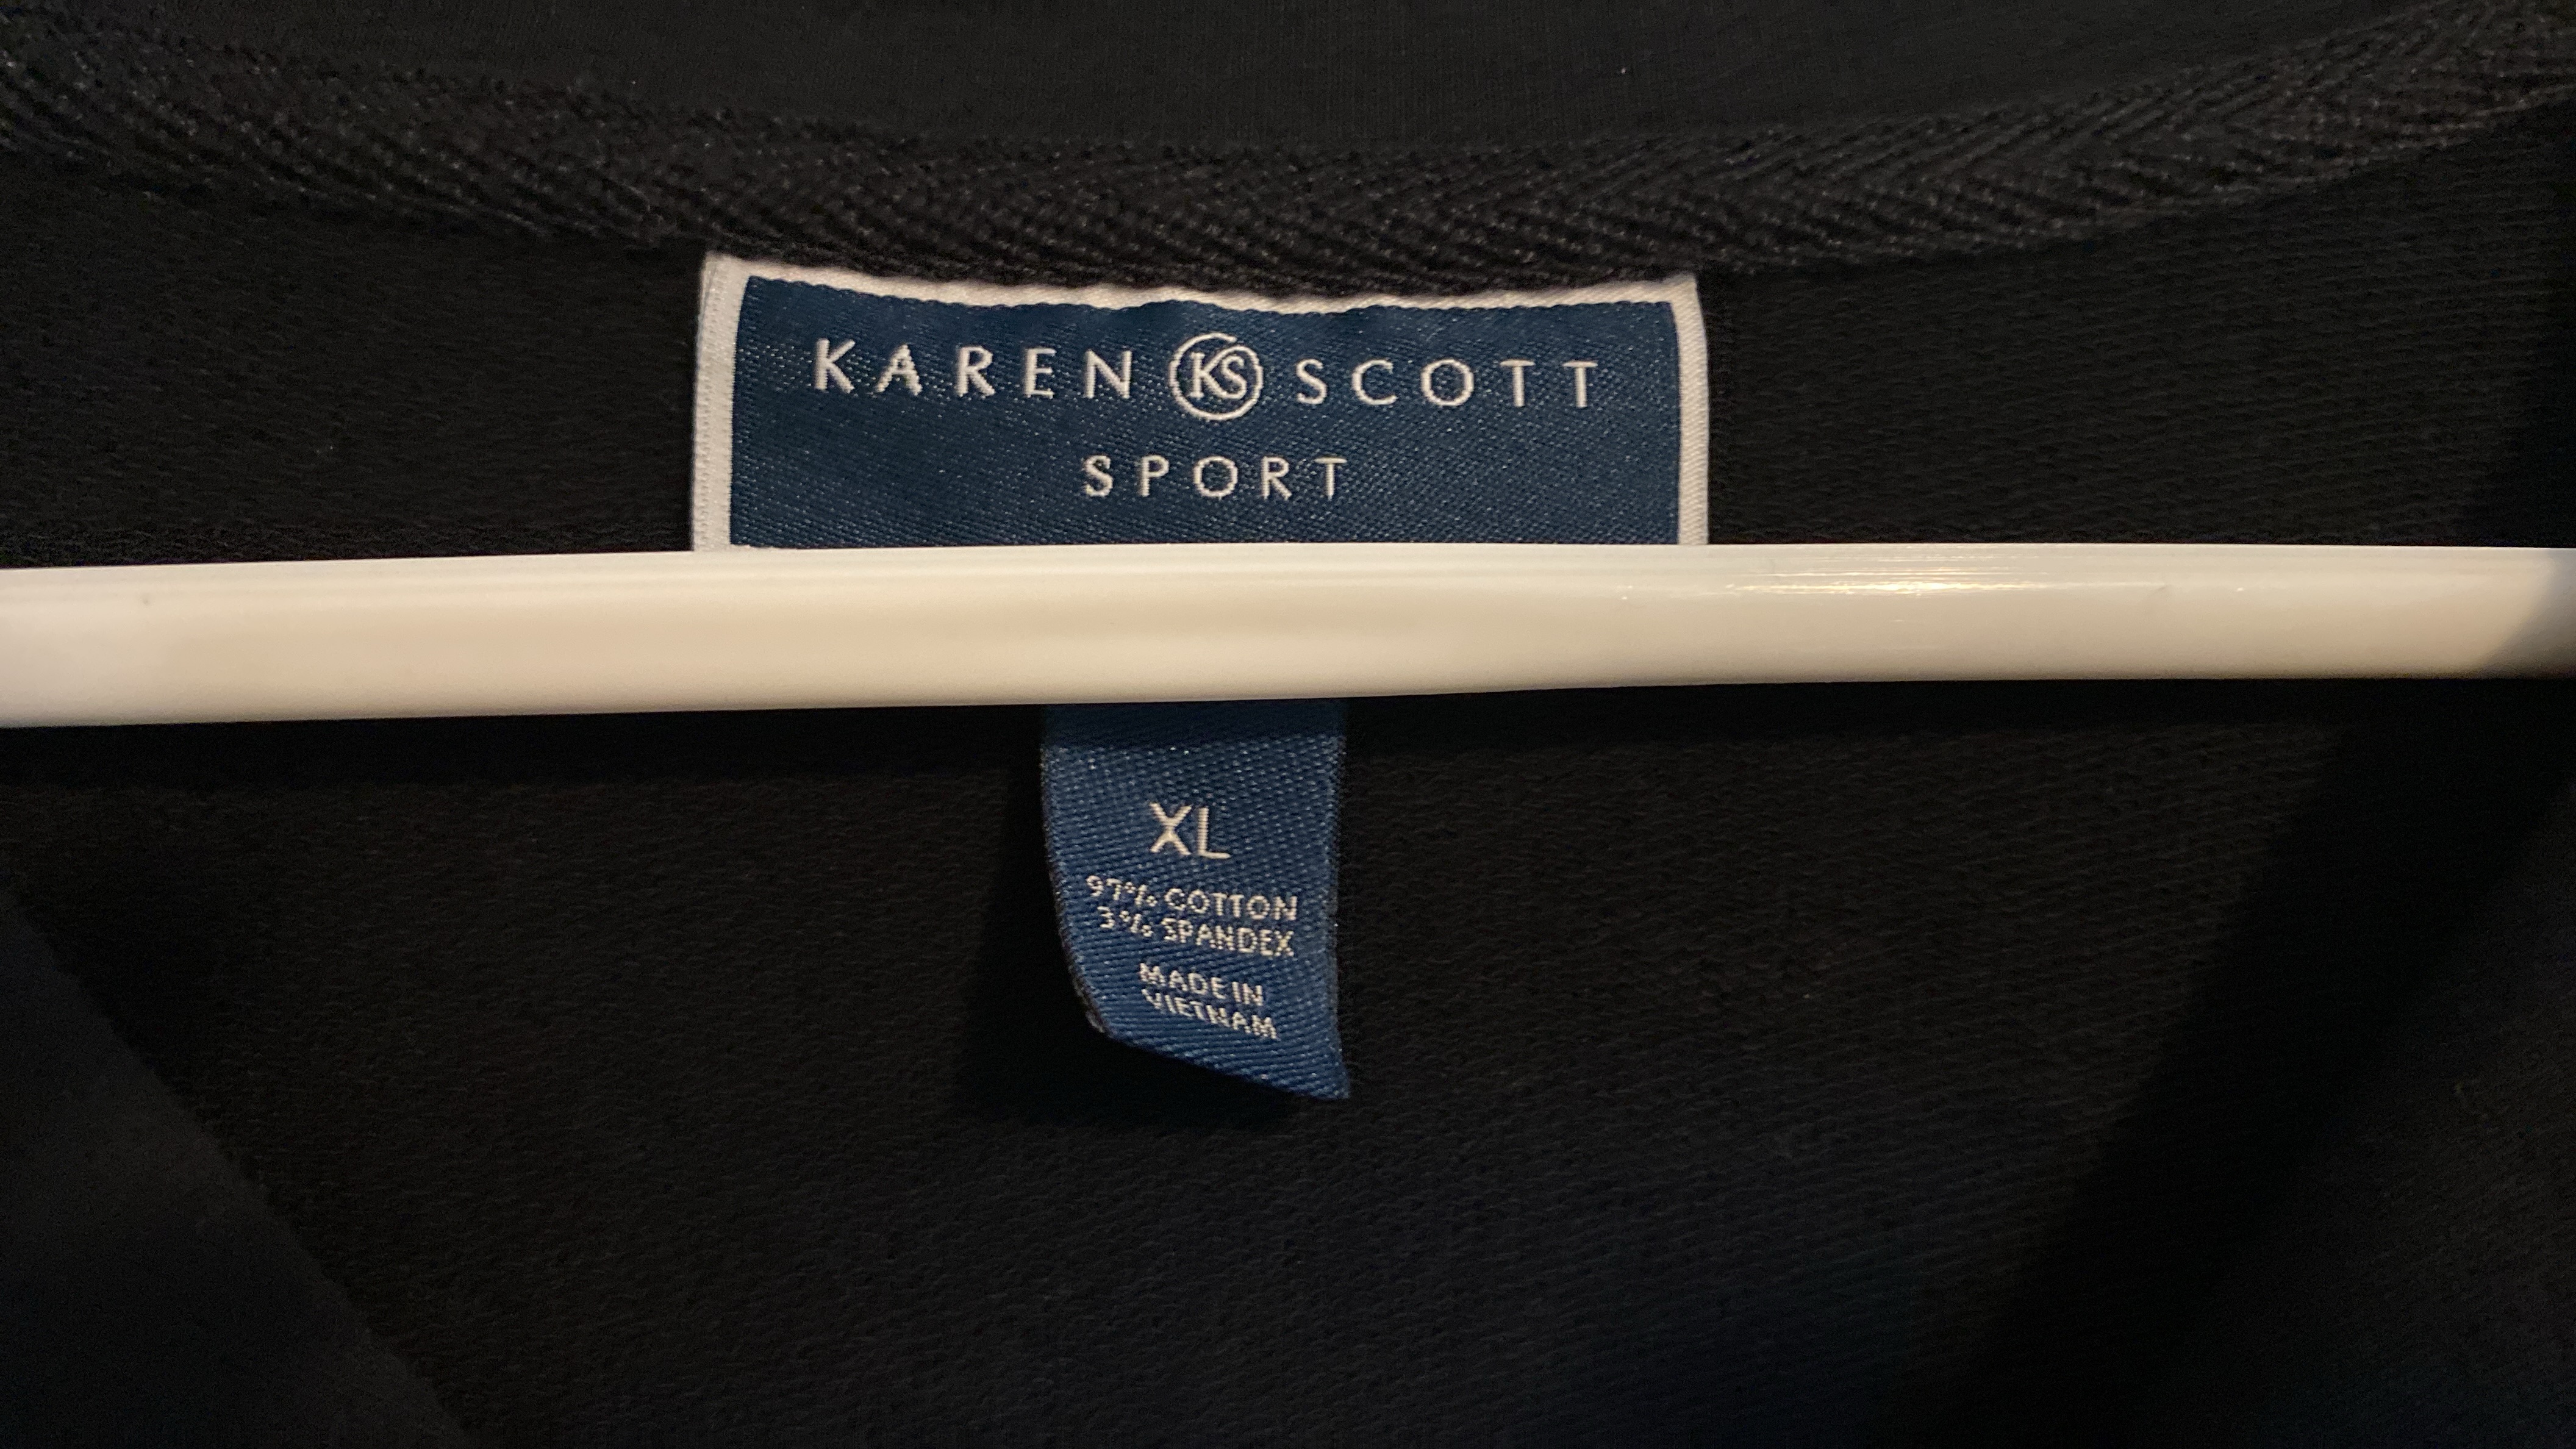 KAREN KS SCOTT
SPORT
XL
97% COTTON
3% SPANDEX
MADE IN
VIETNAM